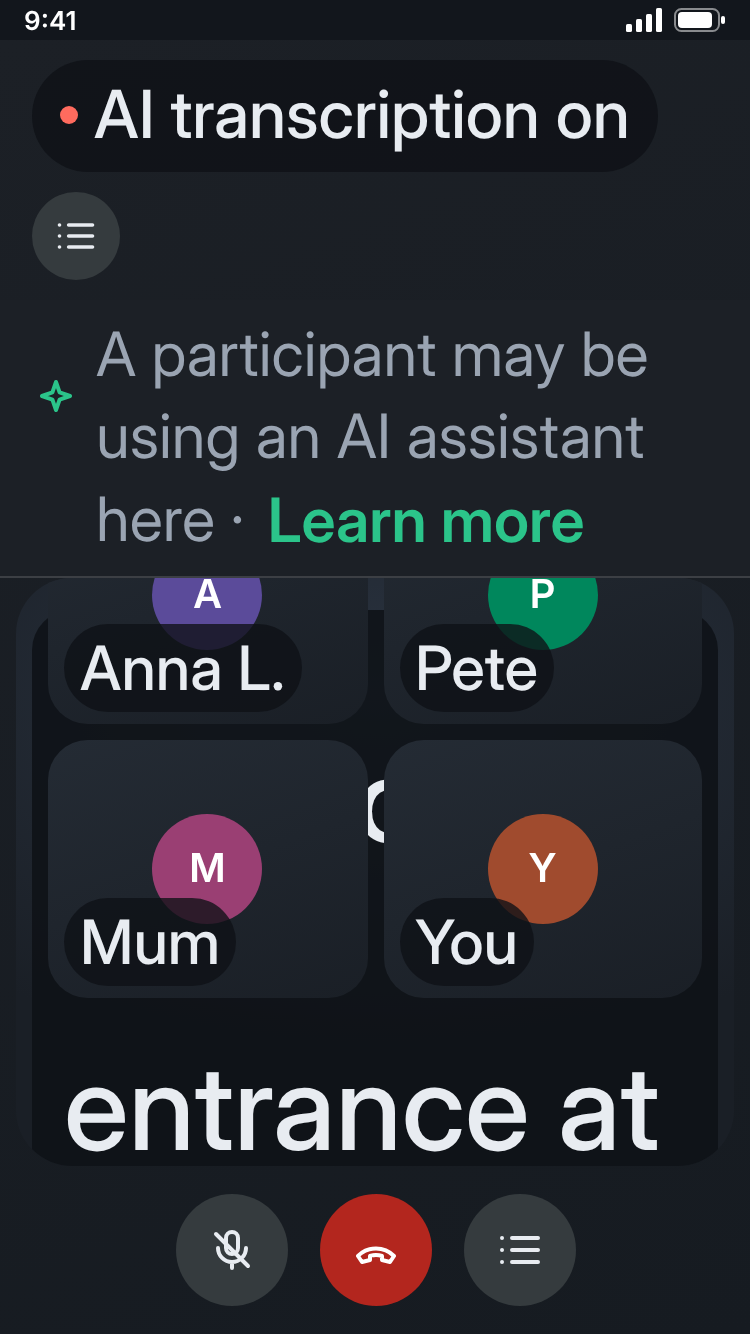 9:41
AI transcription on
A participant may be
using an AI assistant
here · Learn more
A
P
Anna L.
Pete
M
Y
Mum
You
entrance at